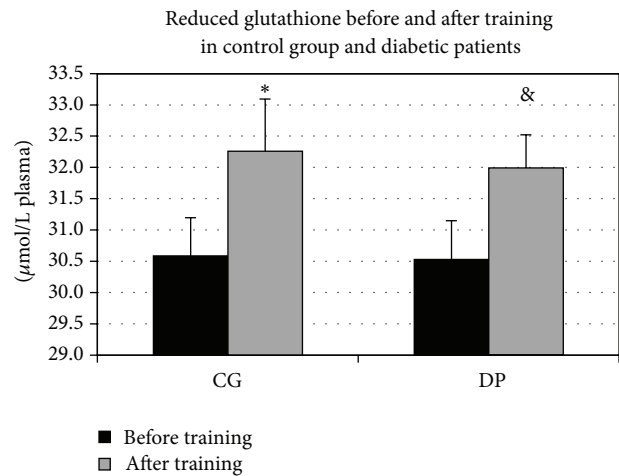 Reduced glutathione before and after training
in control group and diabetic patients
33.5
33.0
32.5
32.0
31.5
31.0
30.5
30.0
29.5
29.0
(μmol/L plasma)
*
&
CG
DP
Before training
After training